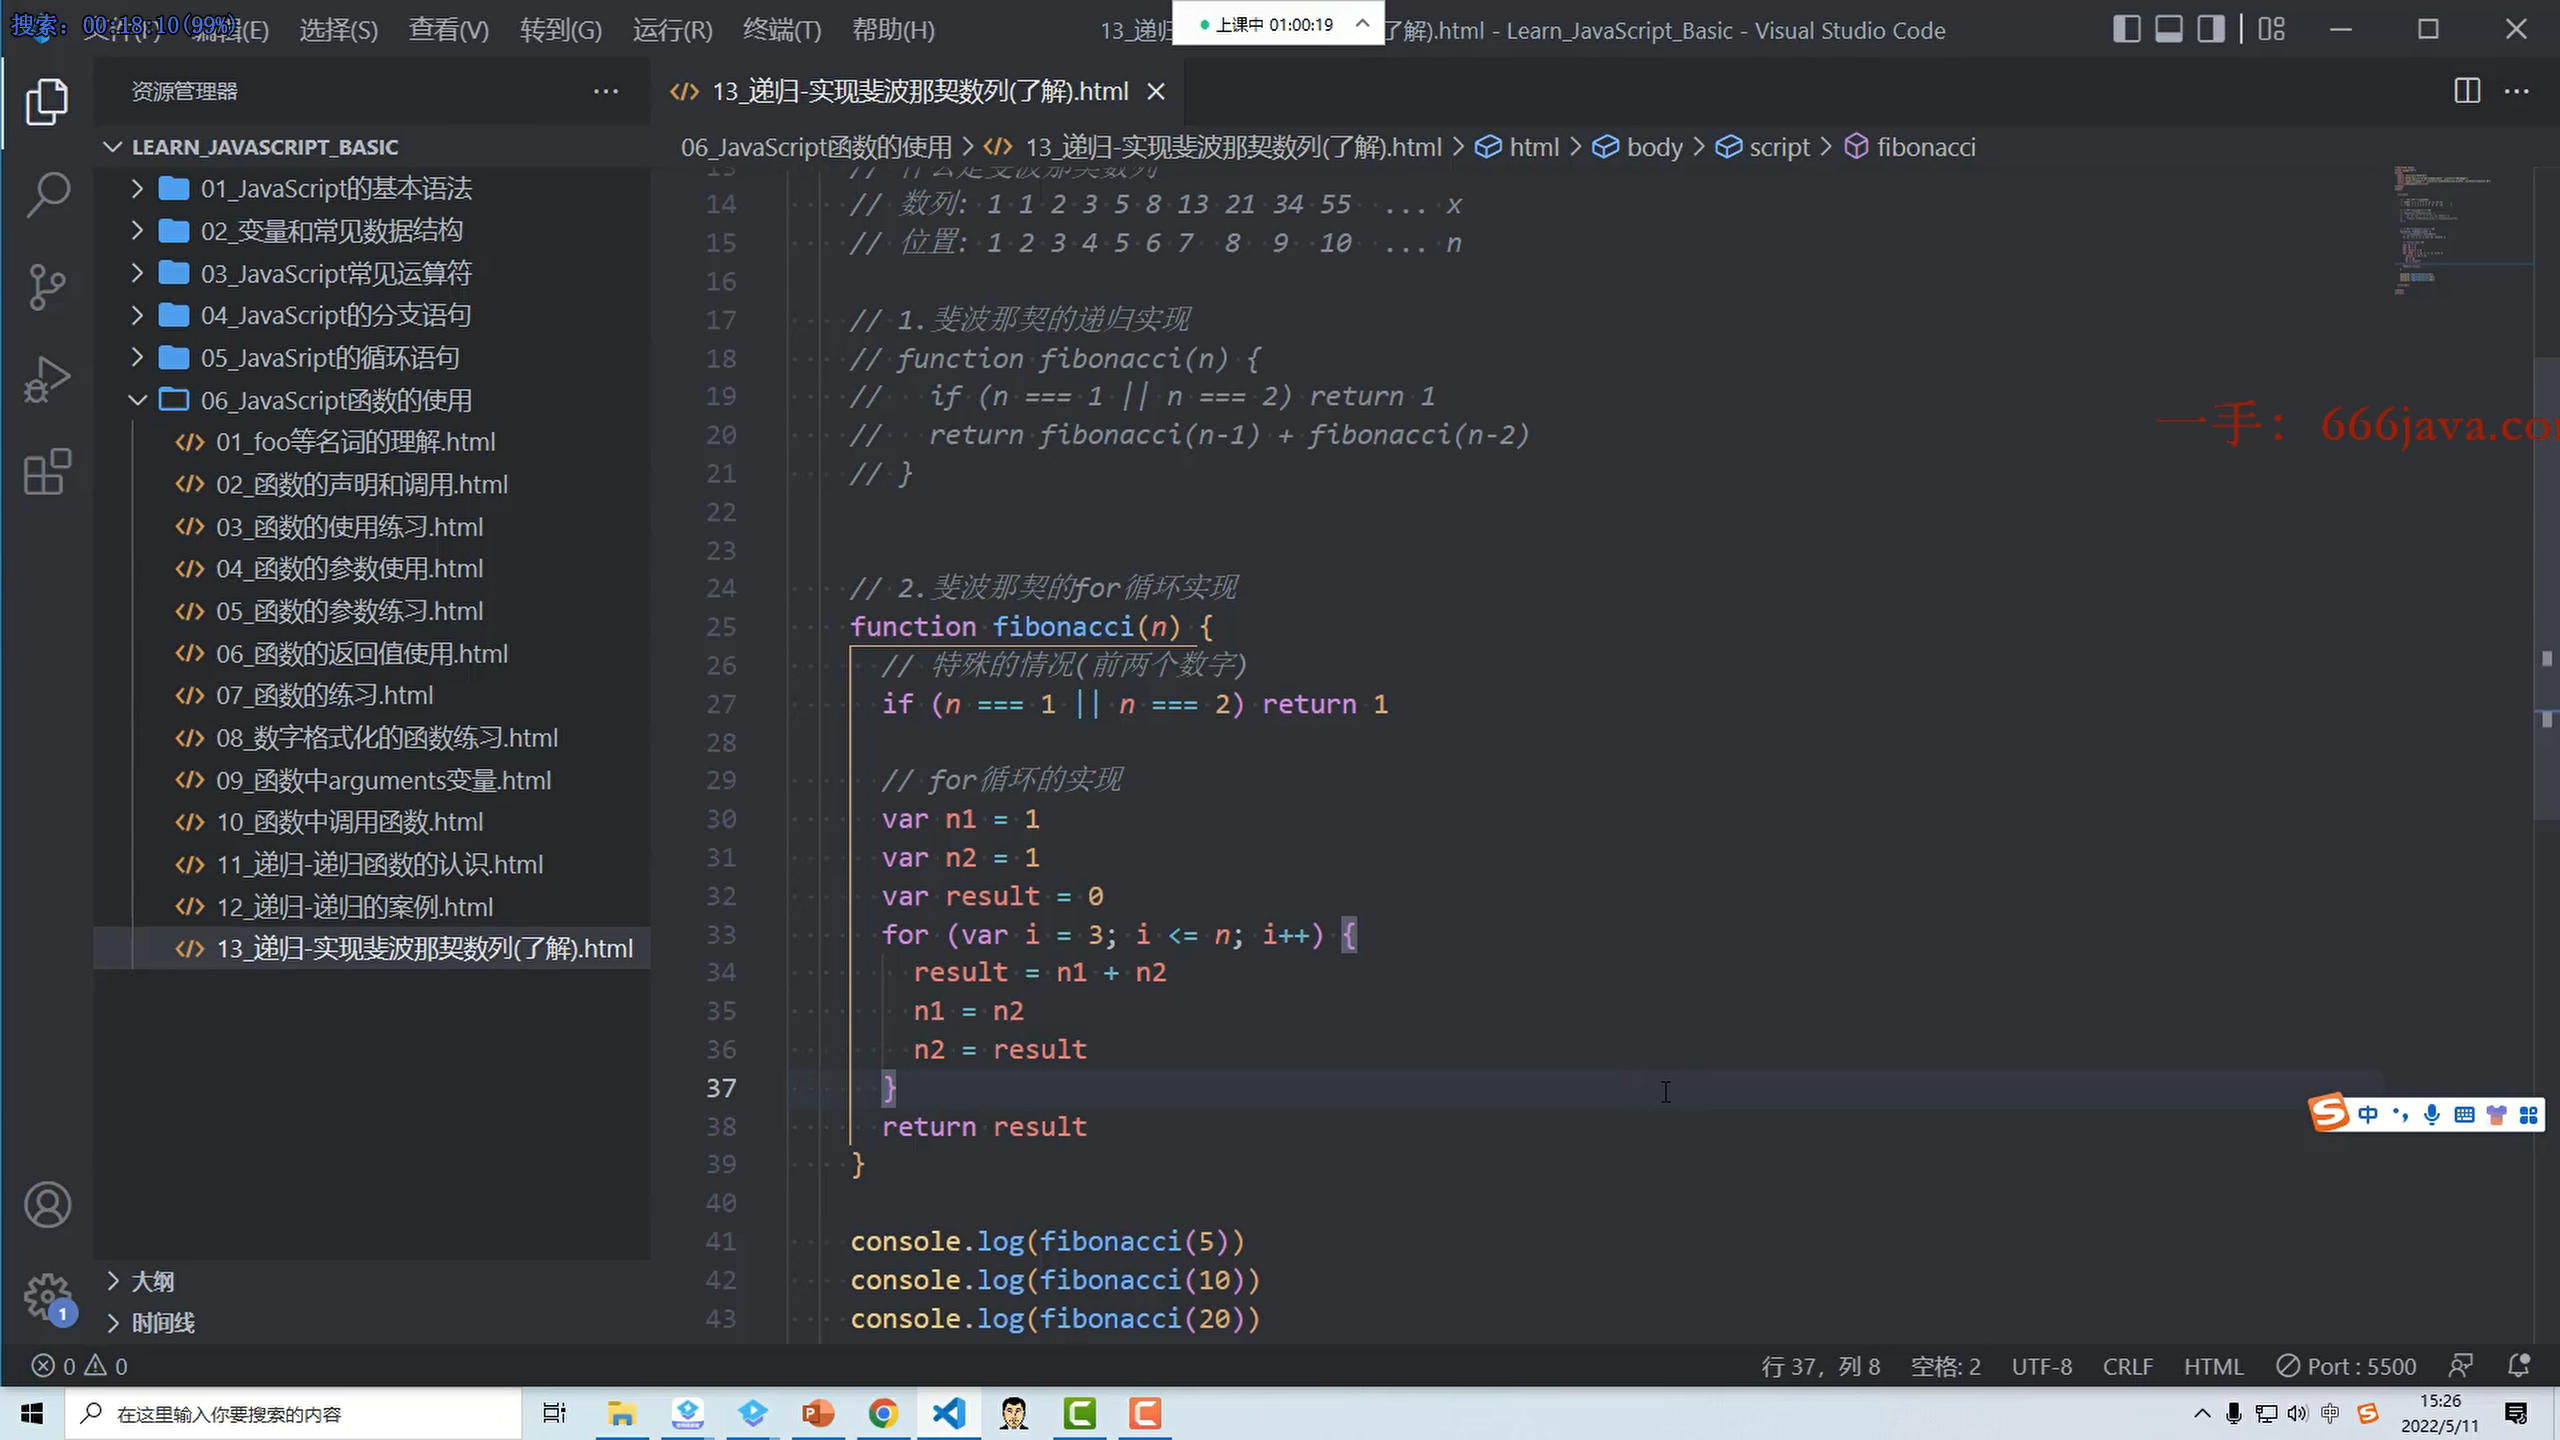 搜索: 00:18:10(99%)
选择(S) 查看(V) 转到(G) 运行(R) 终端(T) 帮助(H)
上课中 01:00:19
了解).html - Learn_JavaScript_Basic - Visual Studio Code
资源管理器
13_递归-实现斐波那契数列(了解).html
LEARN_JAVASCRIPT_BASIC
06_JavaScript函数的使用 > 13_递归-实现斐波那契数列(了解).html > html > body > script > fibonacci
01_JavaScript的基本语法
02_变量和常见数据结构
03_JavaScript常见运算符
04_JavaScript的分支语句
05_JavaSript的循环语句
06_JavaScript函数的使用
01_foo等名词的理解.html
02_函数的声明和调用.html
03_函数的使用练习.html
04_函数的参数使用.html
05_函数的参数练习.html
06_函数的返回值使用.html
07_函数的练习.html
08_数字格式化的函数练习.html
09_函数中arguments变量.html
10_函数中调用函数.html
11_递归-递归函数的认识.html
12_递归-递归的案例.html
13_递归-实现斐波那契数列(了解).html
大纲
时间线
14 // 数列: 1 1 2 3 5 8 13 21 34 55 ... x
15 // 位置: 1 2 3 4 5 6 7 8 9 10 ... n
16
17 // 1.斐波那契的递归实现
18 // function fibonacci(n) {
19 // if (n === 1 || n === 2) return 1
20 // return fibonacci(n-1) + fibonacci(n-2)
21 // }
22
23
24 // 2.斐波那契的for循环实现
25 function fibonacci(n) {
26 // 特殊的情况(前两个数字)
27 if (n === 1 || n === 2) return 1
28
29 // for循环的实现
30 var n1 = 1
31 var n2 = 1
32 var result = 0
33 for (var i = 3; i <= n; i++) {
34 result = n1 + n2
35 n1 = n2
36 n2 = result
37 }
38 return result
39 }
40
41 console.log(fibonacci(5))
42 console.log(fibonacci(10))
43 console.log(fibonacci(20))
一手: 666java.co
中
1
0 0
行 37, 列 8 空格: 2 UTF-8 CRLF HTML Port : 5500
在这里输入你要搜索的内容
中
15:26
2022/5/11